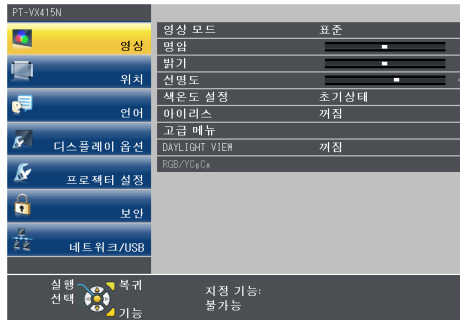 PT-VX415N
영상
위치
언어
디스플레이 옵션
프로젝터 설정
보안
네트워크/USB
영상 모드 표준
명암
밝기
선명도
색온도 설정 초기상태
아이리스 꺼짐
고급 메뉴
DAYLIGHT VIEW 꺼짐
RGB/YCBCR
실행 복귀
선택
기능
지정 기능:
불가능